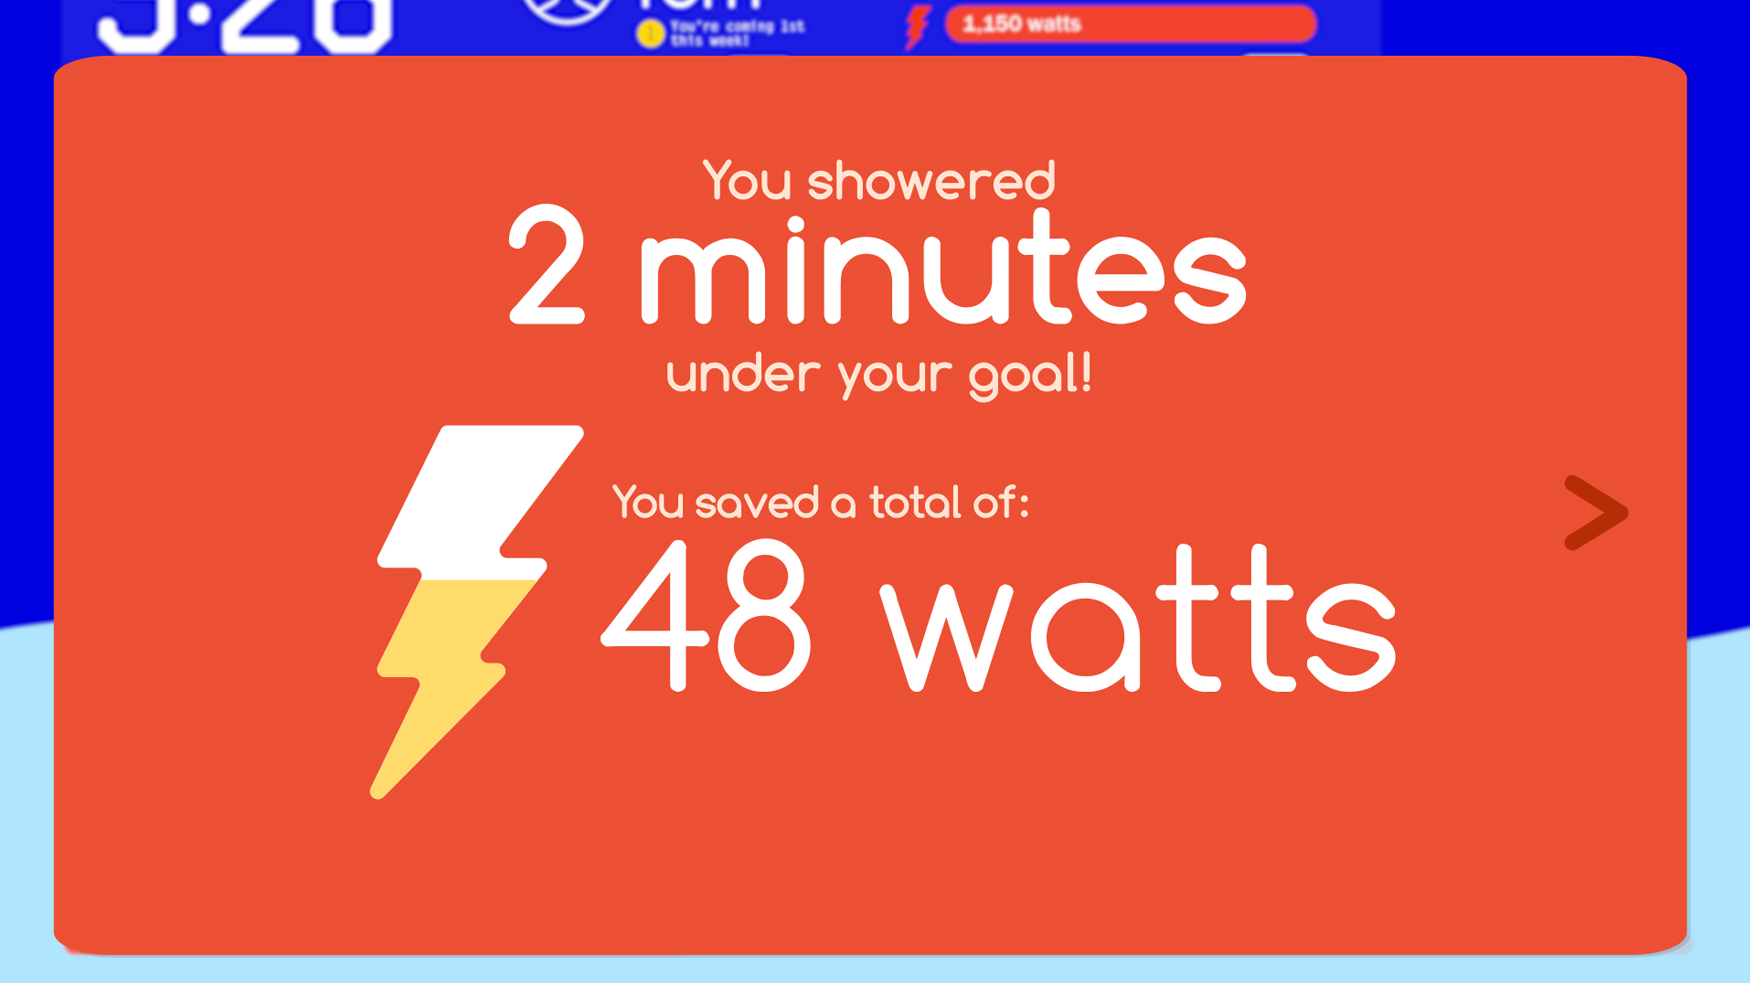 You're coming 1st
this week!
1,150 watts
You showered
2 minutes
under your goal!
You saved a total of:
48 watts